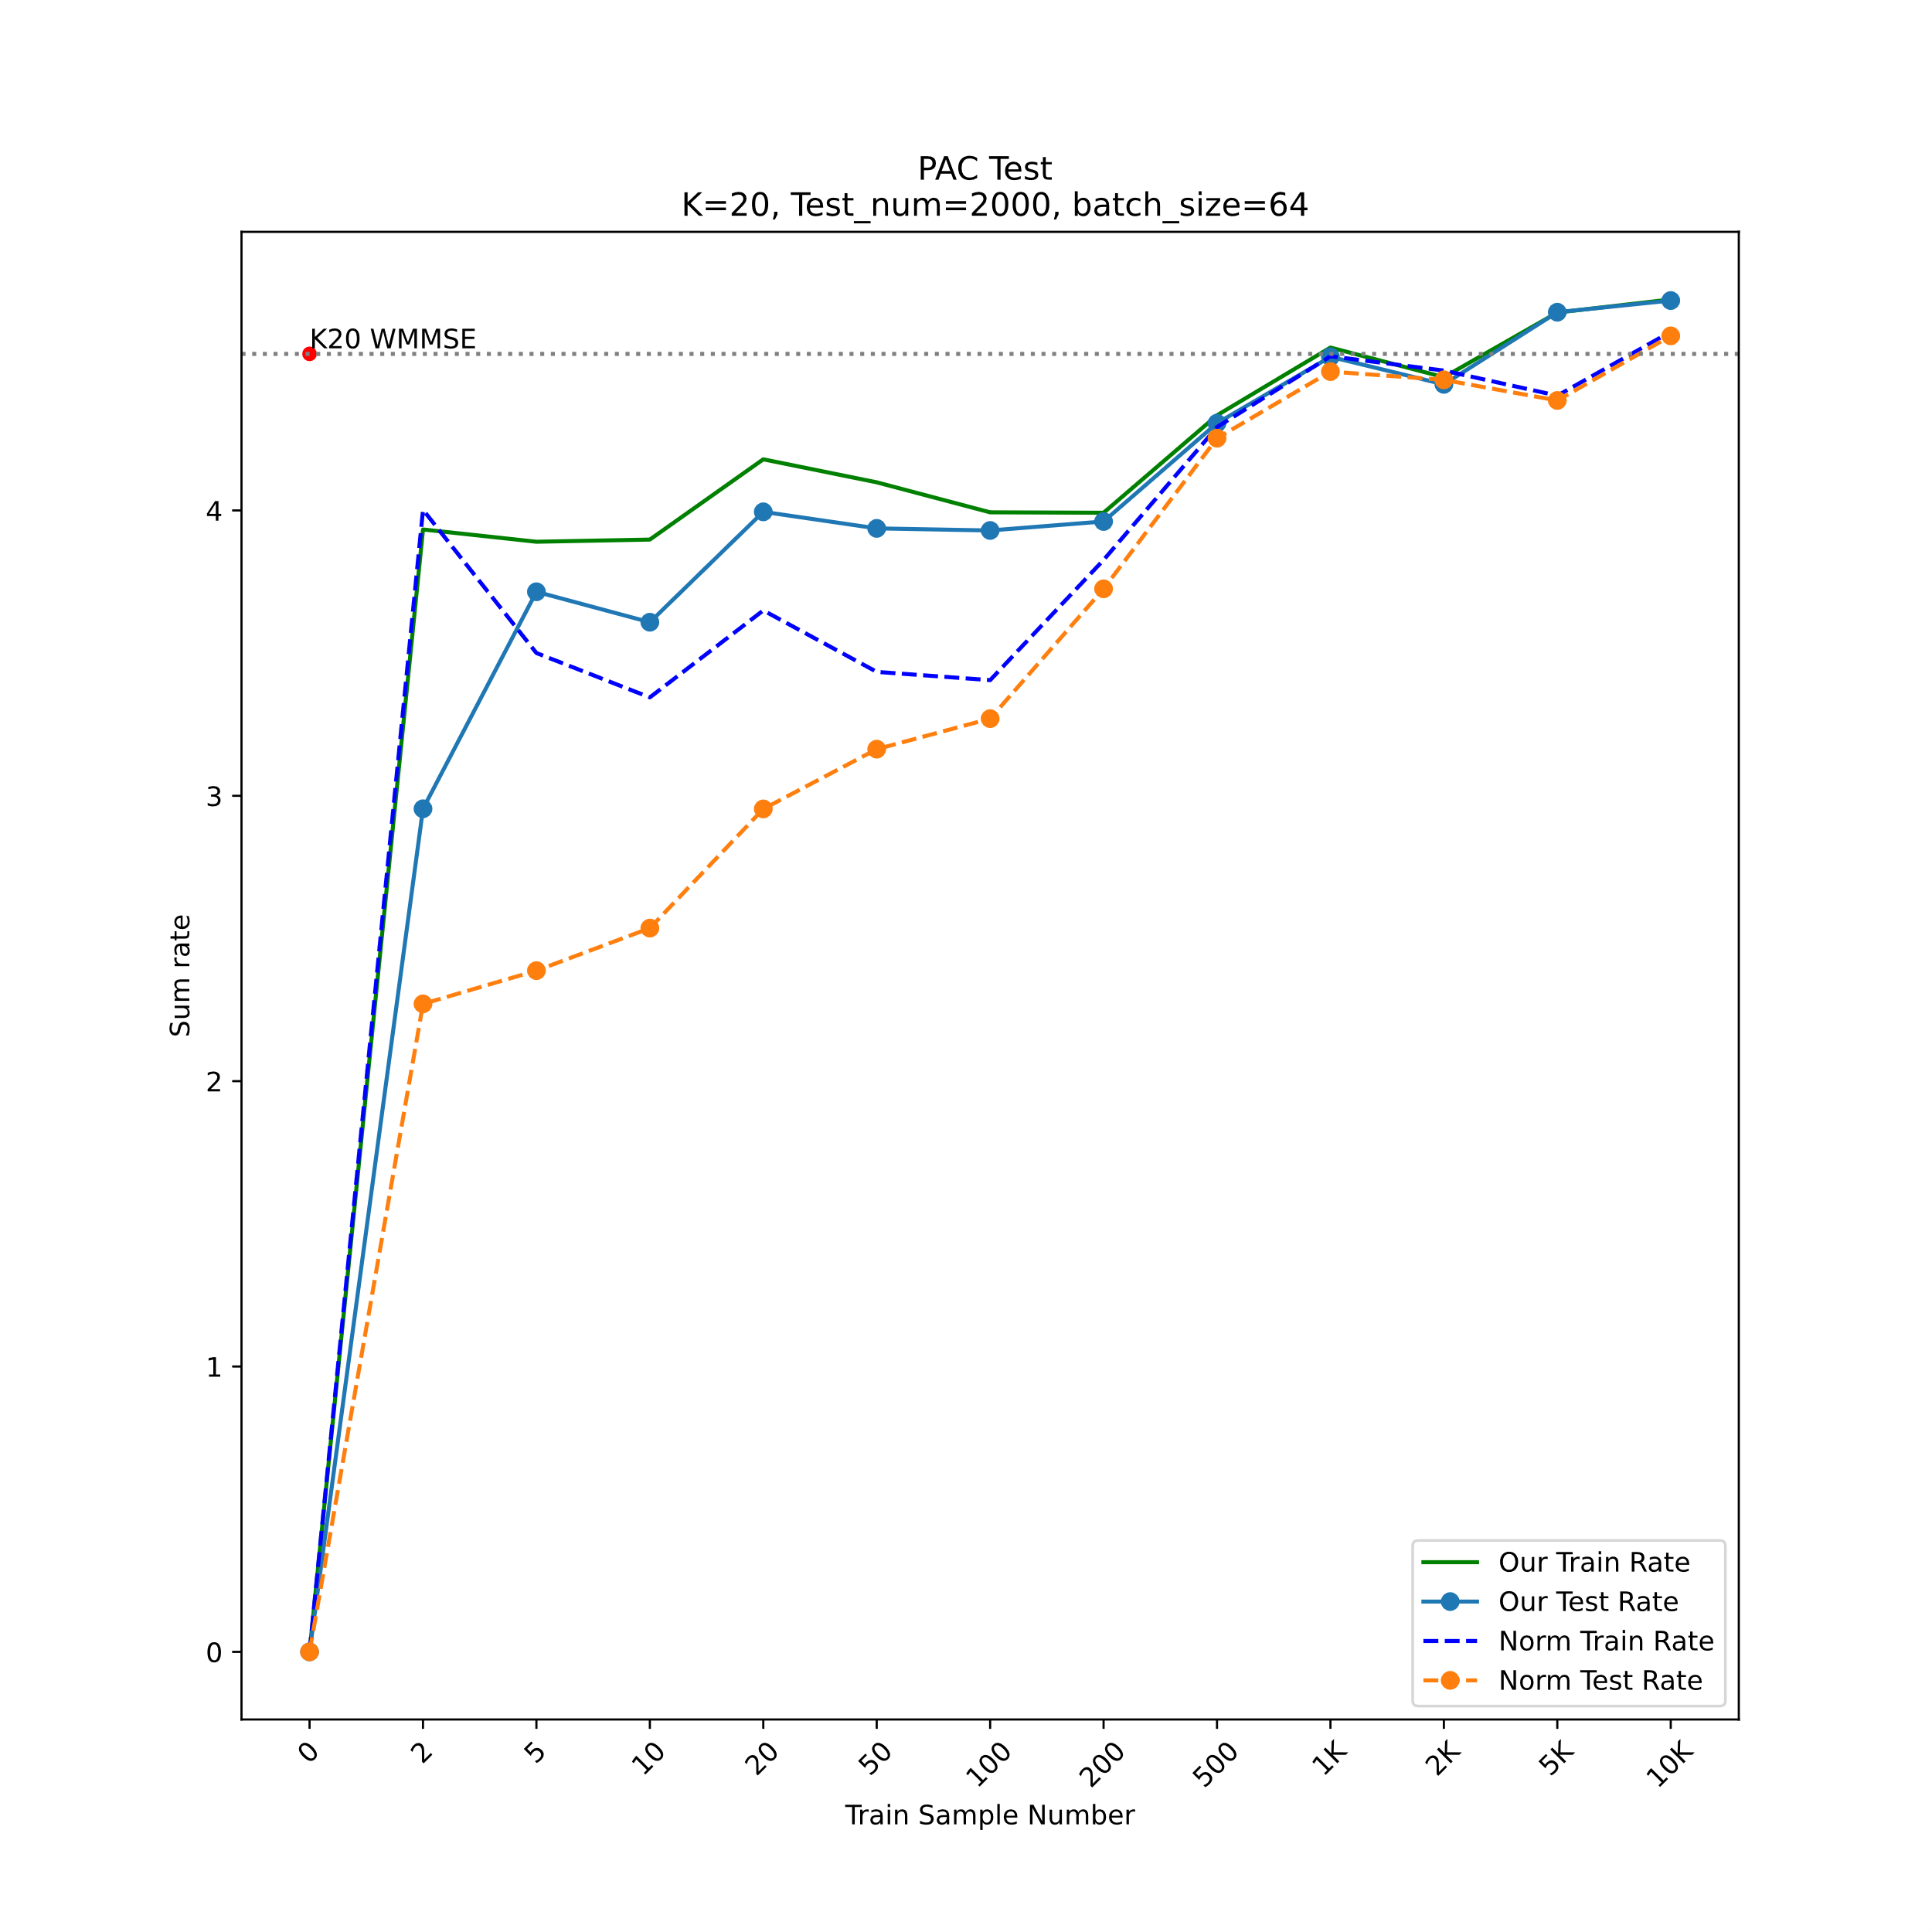 PAC Test
K=20, Test_num=2000, batch_size=64
K20 WMMSE
4
3
2
1
0
Sum rate
0 2 5 10 20 50 100 200 500 1K 2K 5K 10K
Train Sample Number
Our Train Rate
Our Test Rate
Norm Train Rate
Norm Test Rate